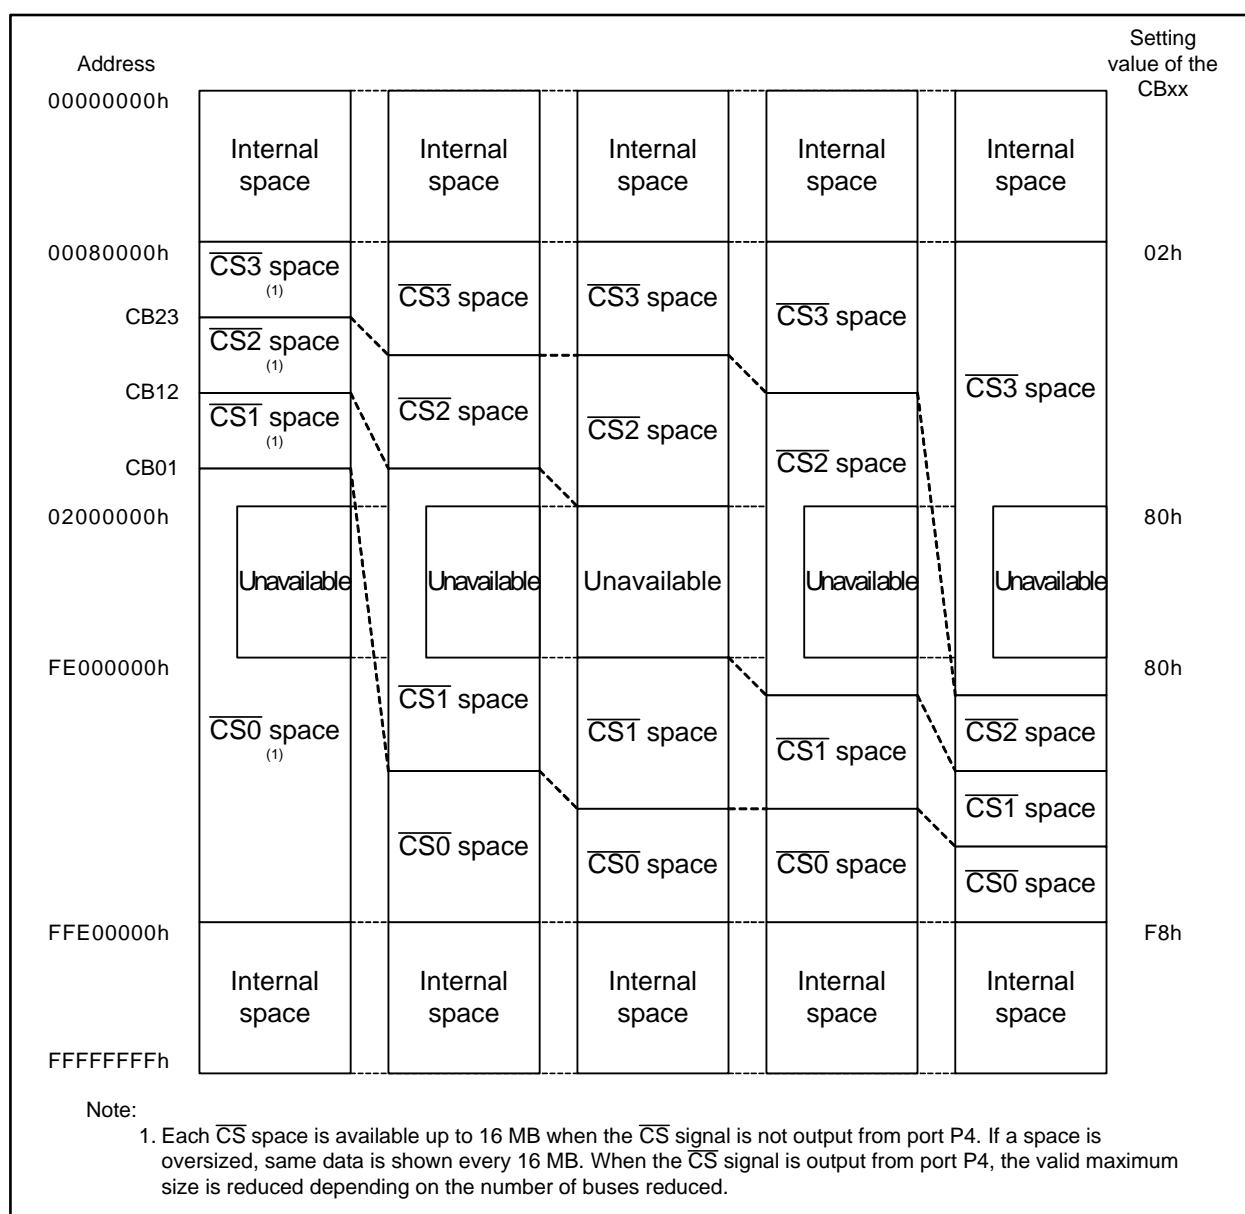 Setting
value of the
CBxx
Address
00000000h
Internal
space
Internal
space
Internal
space
Internal
space
Internal
space
00080000h
02h
CS3 space
(1)
CS3 space
CS3 space
CS3 space
CS3 space
CB23
CS2 space
(1)
CS2 space
CS2 space
CS2 space
CB12
CS1 space
(1)
CB01
02000000h
80h
Unavailable
Unavailable
Unavailable
Unavailable
Unavailable
FE000000h
80h
CS0 space
(1)
CS1 space
CS1 space
CS1 space
CS2 space
CS1 space
CS0 space
CS0 space
CS0 space
CS0 space
FFE00000h
F8h
Internal
space
Internal
space
Internal
space
Internal
space
Internal
space
FFFFFFFFh
Note:
1. Each CS space is available up to 16 MB when the CS signal is not output from port P4. If a space is
oversized, same data is shown every 16 MB. When the CS signal is output from port P4, the valid maximum
size is reduced depending on the number of buses reduced.